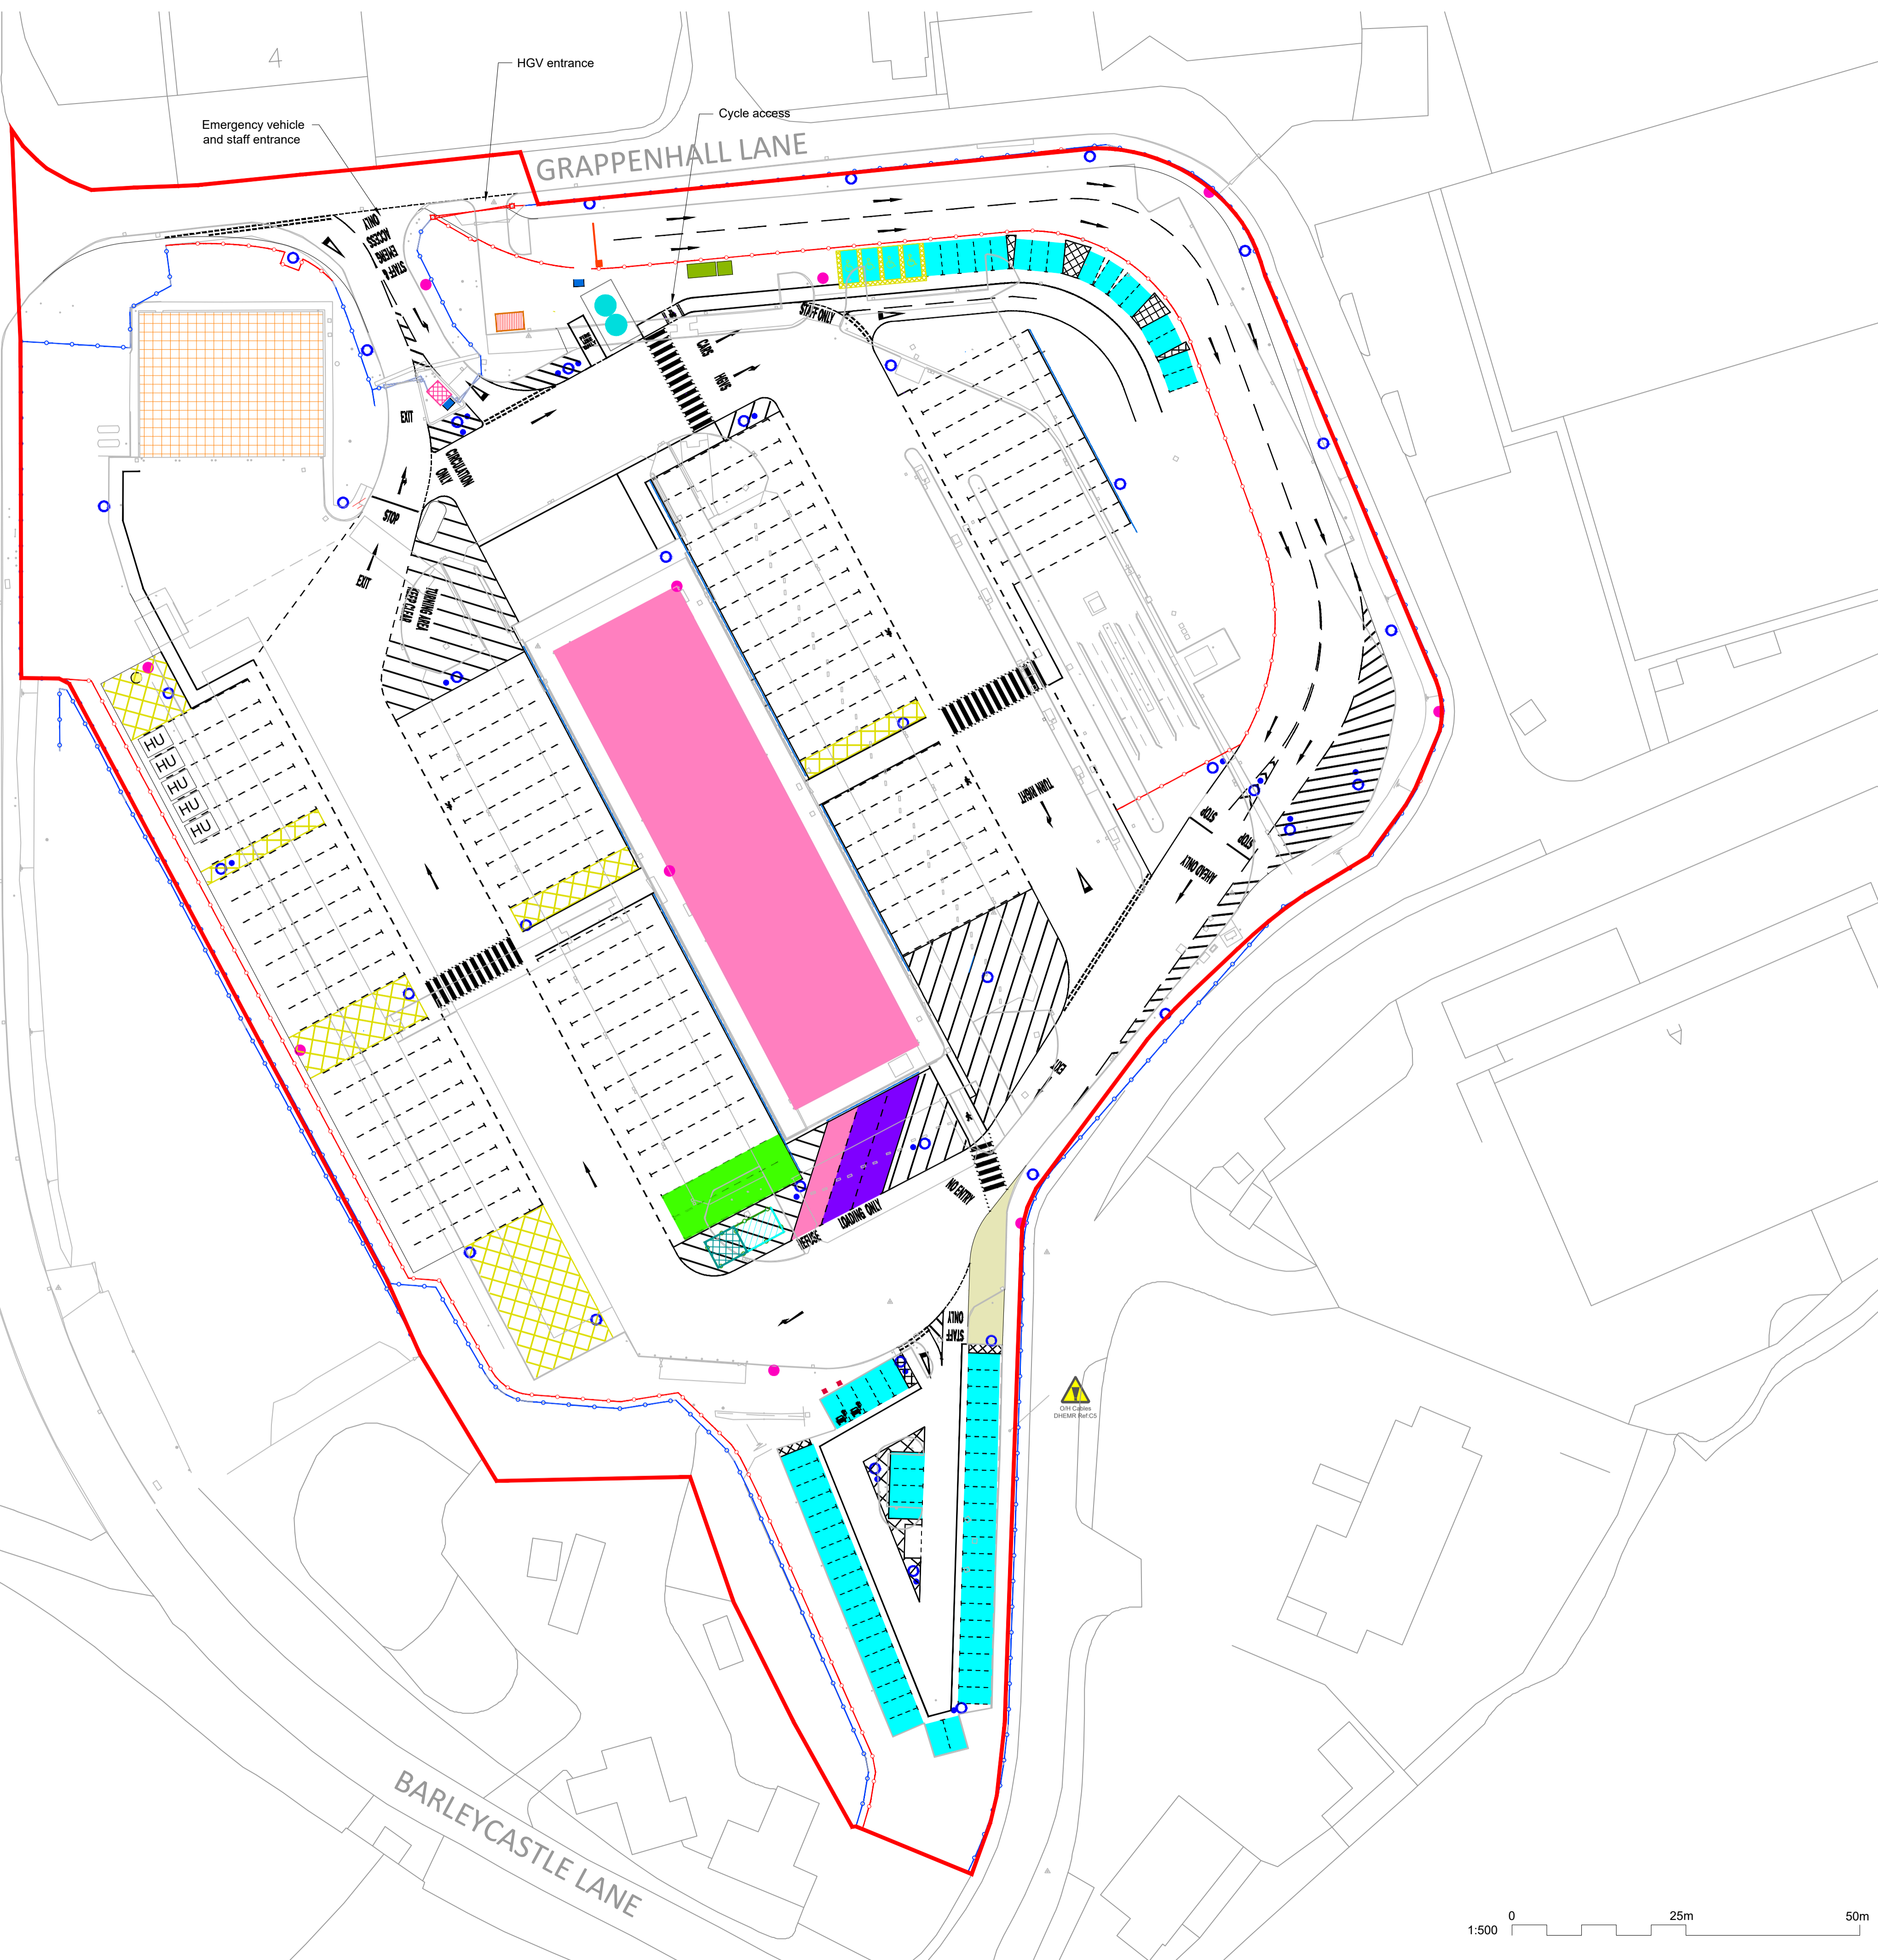 4
HGV entrance
Cycle access
Emergency vehicle
and staff entrance
GRAPPENHALL LANE
STAFF &
EMERG
ACCESS
ONLY
STAFF ONLY
CARS
HGVS
EXIT
CIRCULATION
ONLY
STOP
EXIT
TURNING AREA
KEEP CLEAR
C
HU
HU
HU
HU
HU
TURN RIGHT
STOP
STOP
AHEAD ONLY
EXIT
NO ENTRY
LOADING ONLY
REFUSE
STAFF
ONLY
O/H Cables
DHEMR Ref:C5
BARLEYCASTLE LANE
1:500
0
25m
50m